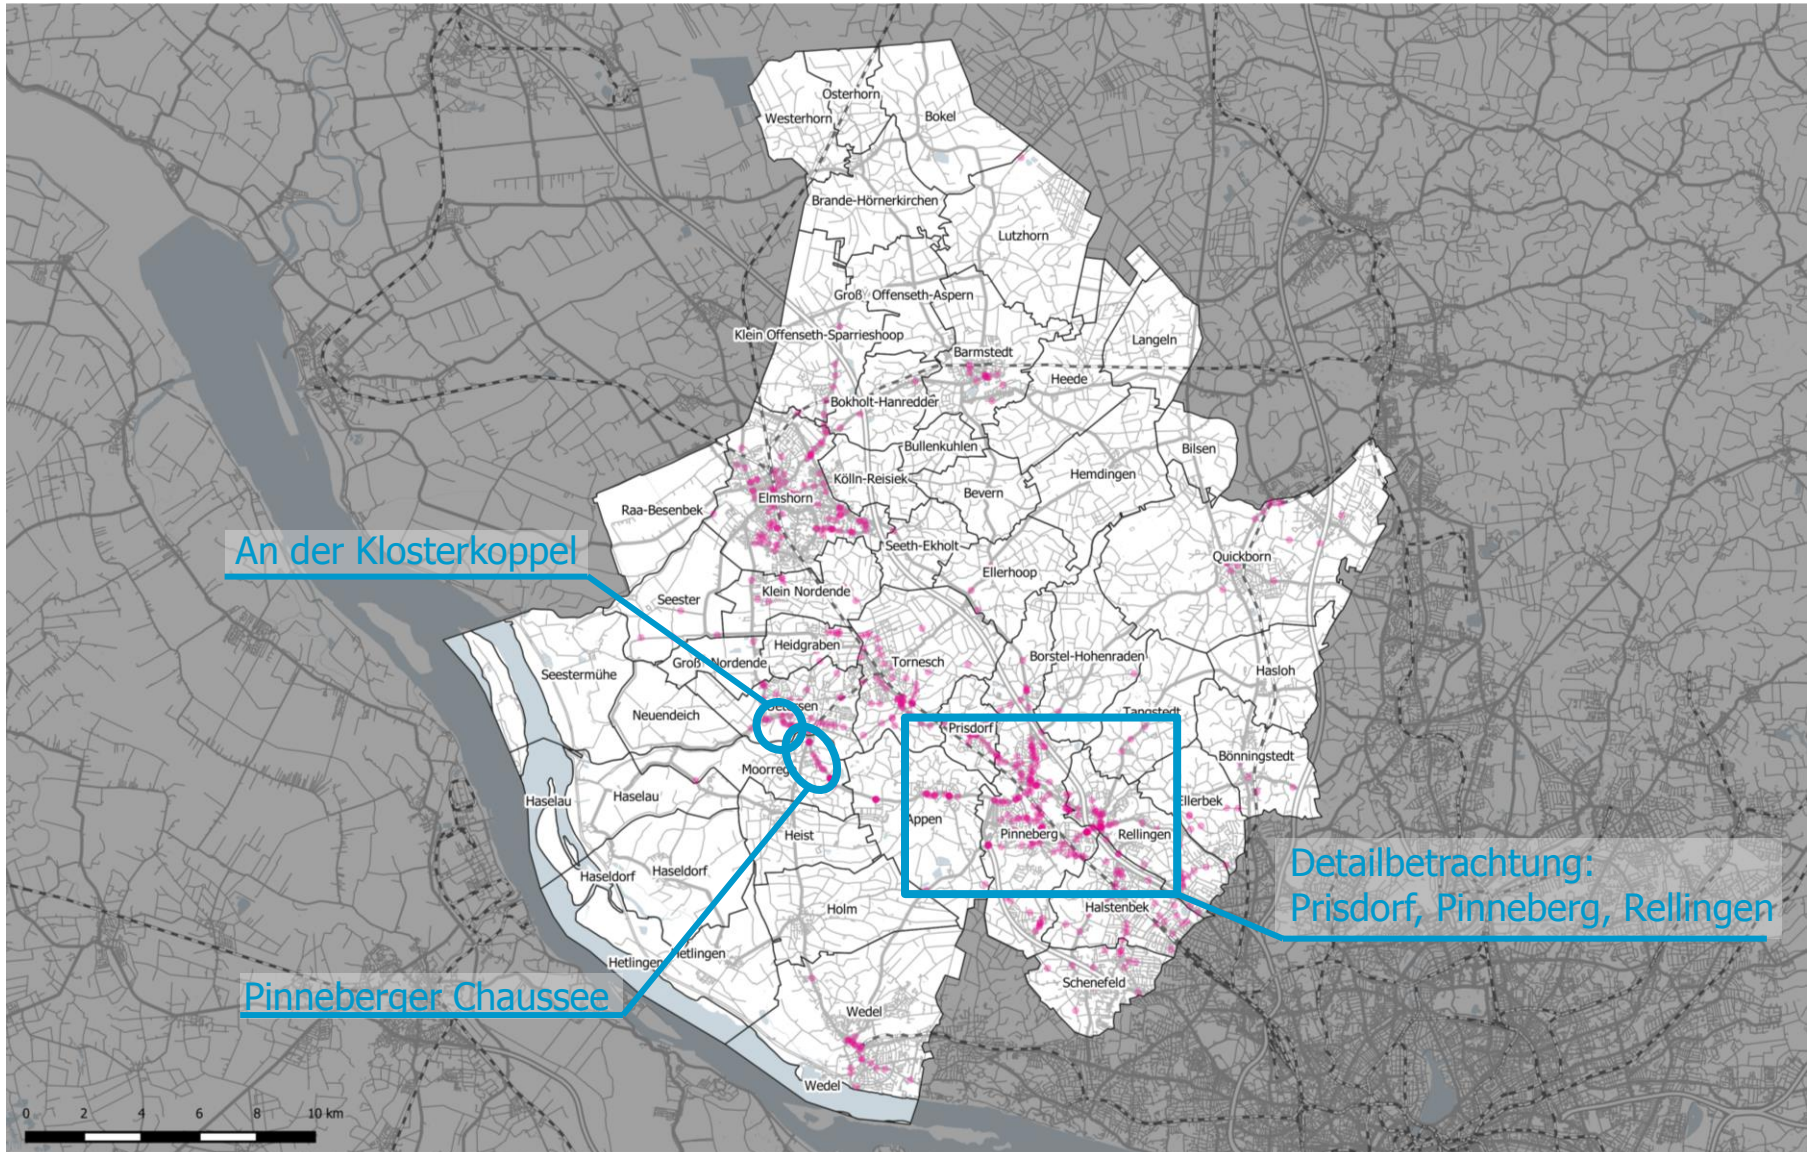 Osterhorn
Westerhorn
Bokel
Brande-Hörnerkirchen
Lutzhorn
Groß Offenseth-Aspern
Klein Offenseth-Sparrieshoop
Langeln
Barmstedt
Heede
Bokholt-Hanredder
Bullenkuhlen
Bilsen
Hemdingen
Kölln-Reisiek
Bevern
Elmshorn
Raa-Besenbek
An der Klosterkoppel
Seeth-Ekholt
Quickborn
Ellerhoop
Klein Nordende
Seester
Heidgraben
Groß Nordende
Tornesch
Borstel-Hohenraden
Hasloh
Seestermühe
Neuendeich
Tangstedt
Prisdorf
Bönningstedt
Haselau
Haselau
Appen
Ellerbek
Heist
Pinneberg
Rellingen
Detailbetrachtung:
Prisdorf, Pinneberg, Rellingen
Haseldorf
Haseldorf
Holm
Halstenbek
Hetlingen
Hetlingen
Schenefeld
Pinneberger Chaussee
Wedel
Wedel
0 2 4 6 8 10 km